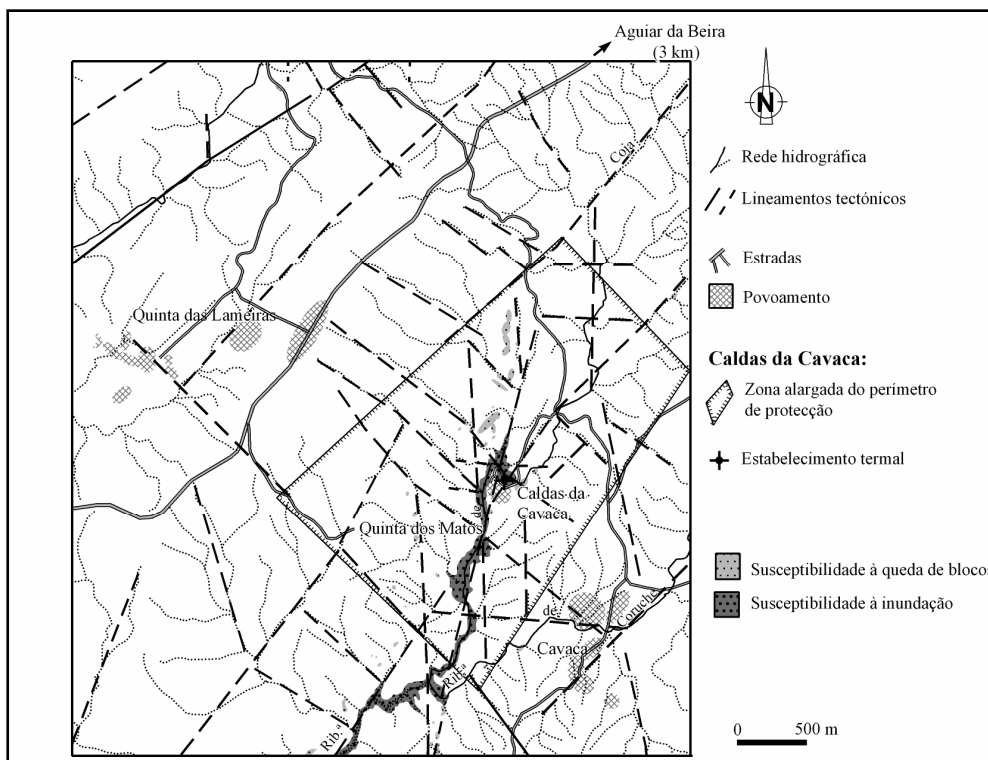 Aguiar da Beira
(3 km)
N
Coja
Rede hidrográfica
Lineamentos tectónicos
Estradas
Povoamento
Quinta das Lameiras
Caldas da Cavaca:
Zona alargada do perímetro
de protecção
Estabelecimento termal
de
Caldas da
Cavaca
Quinta dos Matos
Susceptibilidade à queda de blocos
Susceptibilidade à inundação
de
Coruche
Cavaca
Rib.ª
Rib.ª
0 500 m